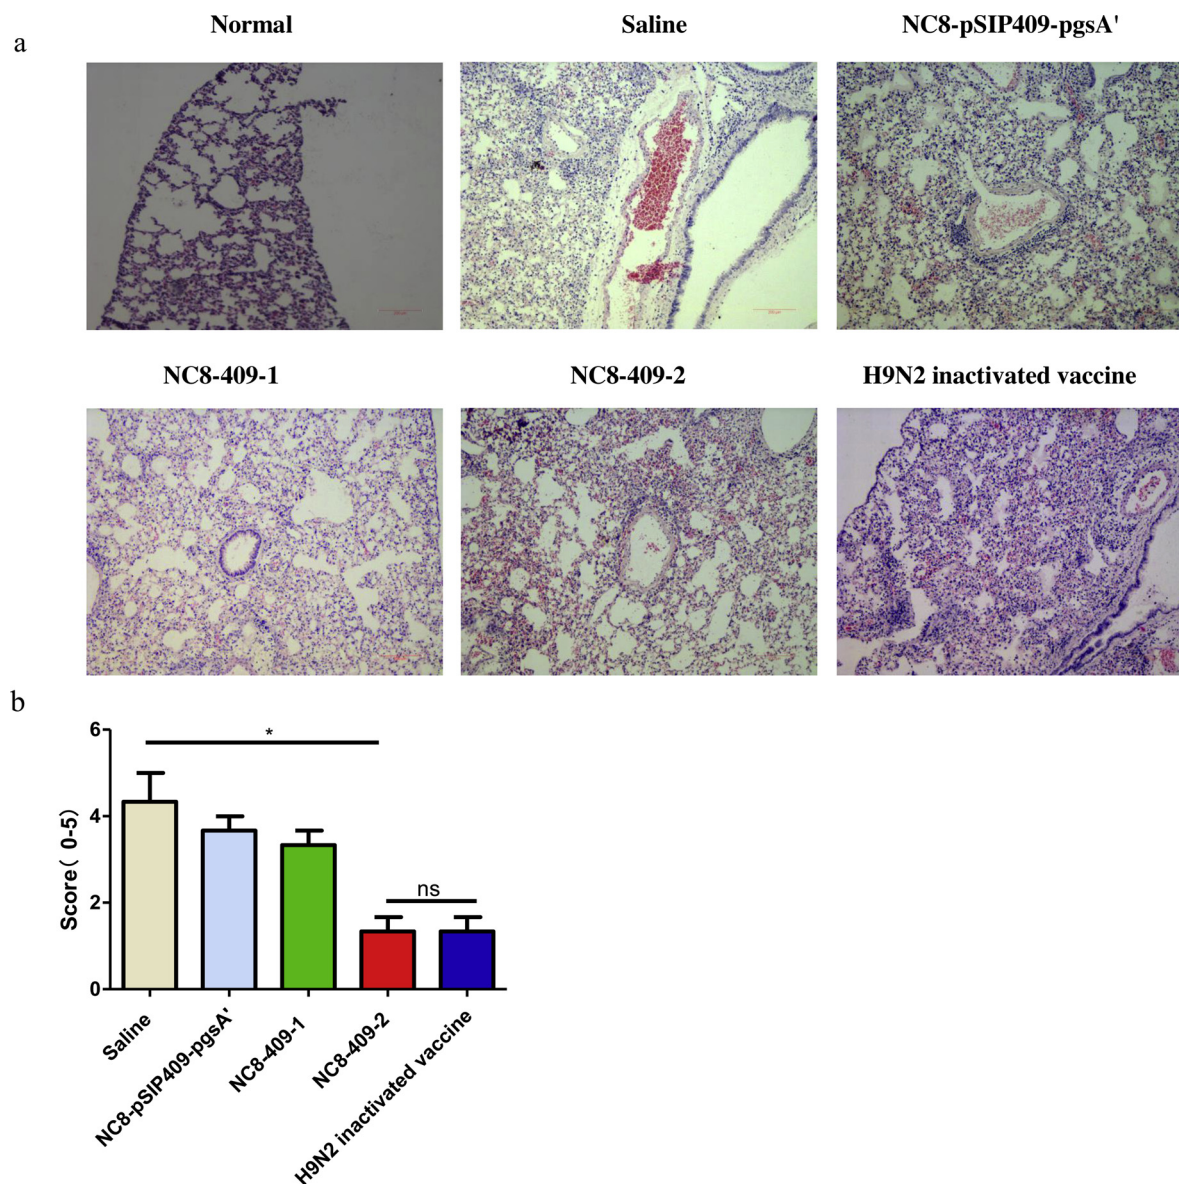 a
Normal
Saline
NC8-pSIP409-pgsA'
NC8-409-1
NC8-409-2
H9N2 inactivated vaccine
b
6
4
2
0
Score( 0-5)
*
ns
Saline
NC8-pSIP409-pgsA'
NC8-409-1
NC8-409-2
H9N2 inactivated vaccine